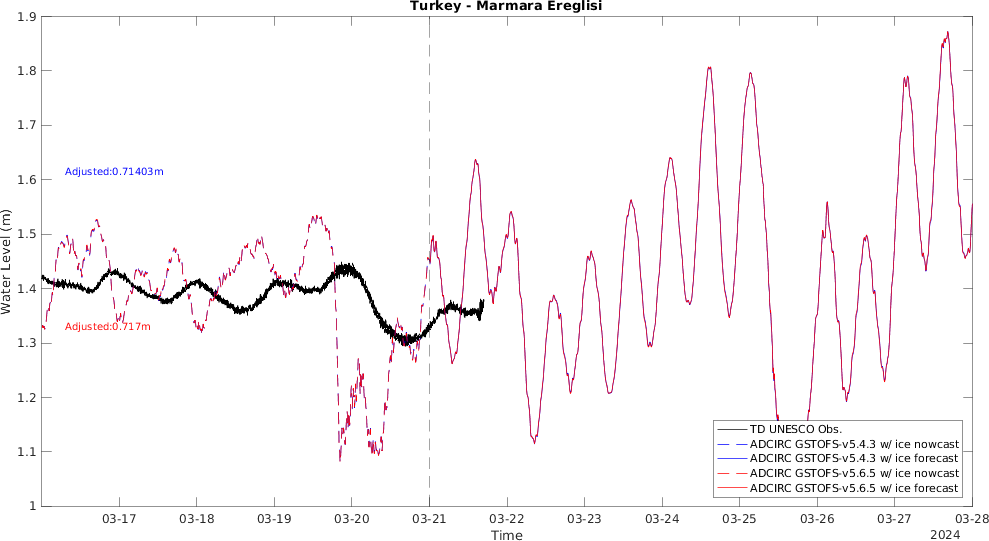 Turkey - Marmara Ereglisi
1.9
1.8
1.7
1.6
1.5
1.4
1.3
1.2
1.1
1
Water Level (m)
Adjusted:0.71403m
Adjusted:0.717m
TD UNESCO Obs.
ADCIRC GSTOFS-v5.4.3 w/ ice nowcast
ADCIRC GSTOFS-v5.4.3 w/ ice forecast
ADCIRC GSTOFS-v5.6.5 w/ ice nowcast
ADCIRC GSTOFS-v5.6.5 w/ ice forecast
03-17 03-18 03-19 03-20 03-21 03-22 03-23 03-24 03-25 03-26 03-27 03-28
Time
2024